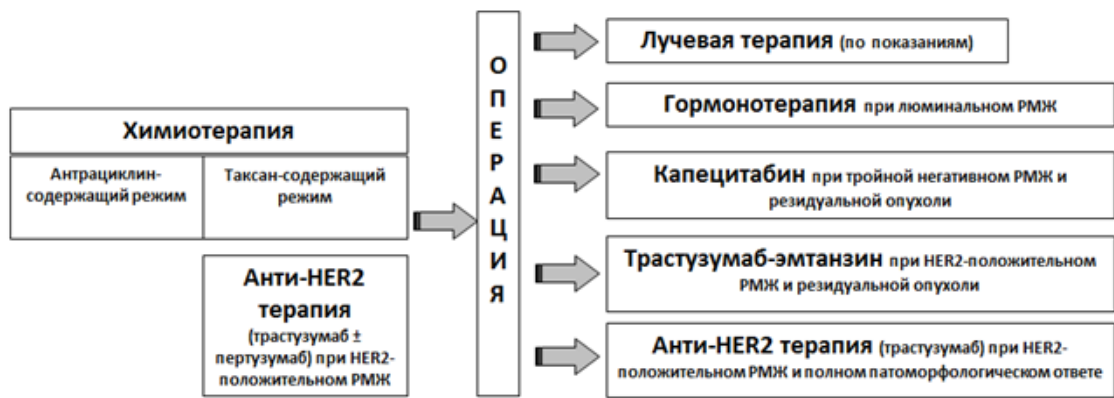 Химиотерапия
Антрациклин-
содержащий режим
Таксан-содержащий
режим
Анти-HER2
терапия
(трастузумаб ±
пертузумаб) при HER2-
положительном РМЖ
ОПЕРАЦИЯ
Лучевая терапия (по показаниям)
Гормонотерапия при люминальном РМЖ
Капецитабин при тройной негативном РМЖ и
резидуальной опухоли
Трастузумаб-эмтанзин при HER2-положительном
РМЖ и резидуальной опухоли
Анти-HER2 терапия (трастузумаб) при HER2-
положительном РМЖ и полном патоморфологическом ответе